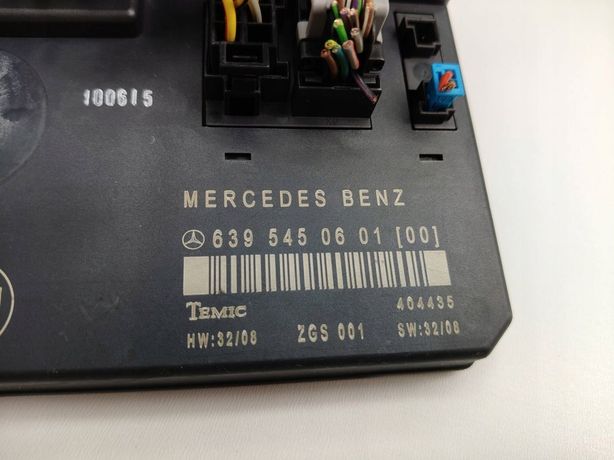 100615
MERCEDES BENZ
639 545 06 01 [00]
TEMIC 404435
HW:32/08 ZGS 001 SW:32/08